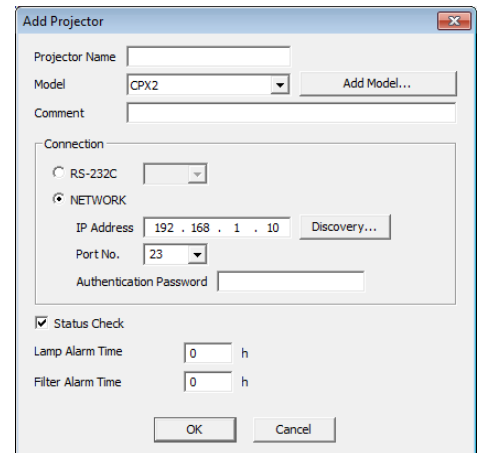 Add Projector
Projector Name
Model CPX2 Add Model...
Comment
Connection
RS-232C
NETWORK
IP Address 192 . 168 . 1 . 10 Discovery...
Port No. 23
Authentication Password
Status Check
Lamp Alarm Time 0 h
Filter Alarm Time 0 h
OK Cancel